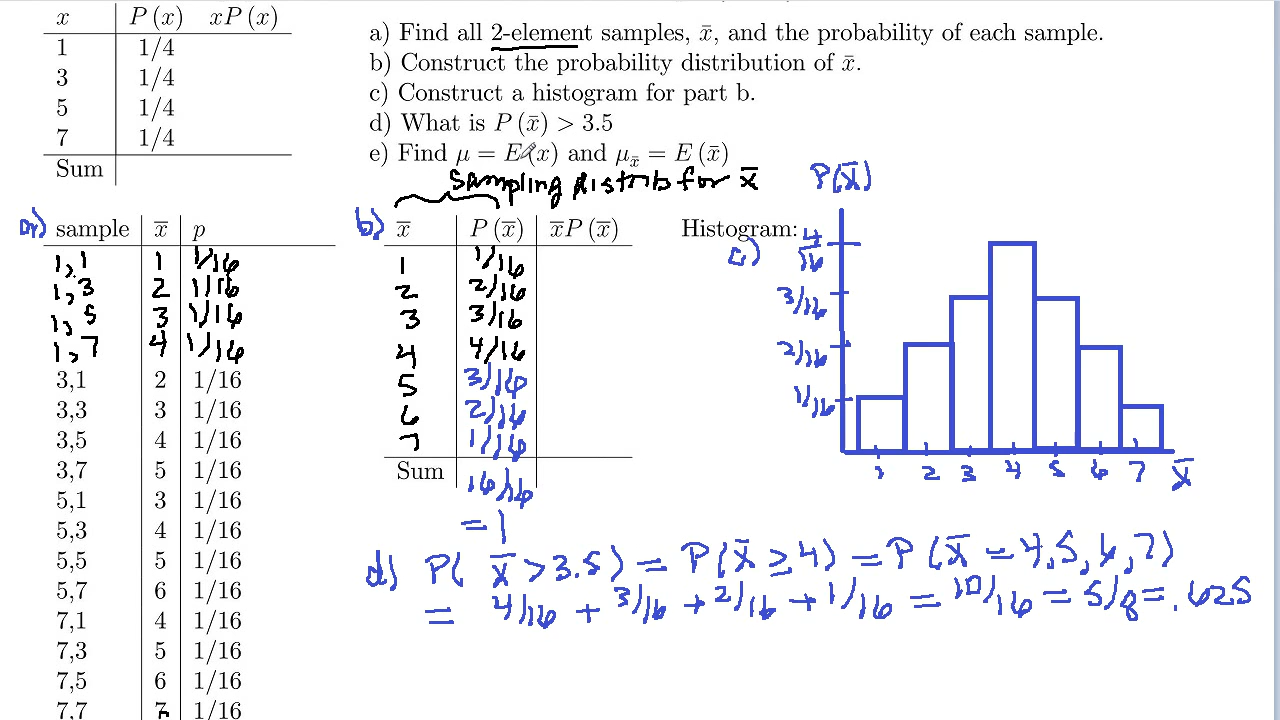 x P(x) xP(x)
1 1/4
3 1/4
5 1/4
7 1/4
Sum
a) Find all 2-element samples, x̄, and the probability of each sample.
b) Construct the probability distribution of x̄.
c) Construct a histogram for part b.
d) What is P(x̄) > 3.5
e) Find μ = E(x) and μx̄ = E(x̄)
Sampling distrib for x̄
a) sample x̄ p
1,1 1 1/16
1,3 2 1/16
1,5 3 1/16
1,7 4 1/16
3,1 2 1/16
3,3 3 1/16
3,5 4 1/16
3,7 5 1/16
5,1 3 1/16
5,3 4 1/16
5,5 5 1/16
5,7 6 1/16
7,1 4 1/16
7,3 5 1/16
7,5 6 1/16
7,7 7 1/16
b) x̄ P(x̄) x̄P(x̄)
1 1/16
2 2/16
3 3/16
4 4/16
5 3/16
6 2/16
7 1/16
Sum 16/16
= 1
Histogram:
c)
P(x̄)
4/16
3/16
2/16
1/16
1 2 3 4 5 6 7 x̄
d) P( x̄ > 3.5) = P(x̄ ≥ 4) = P(x̄ = 4,5,6,7)
= 4/16 + 3/16 + 2/16 + 1/16 = 10/16 = 5/8 = .625